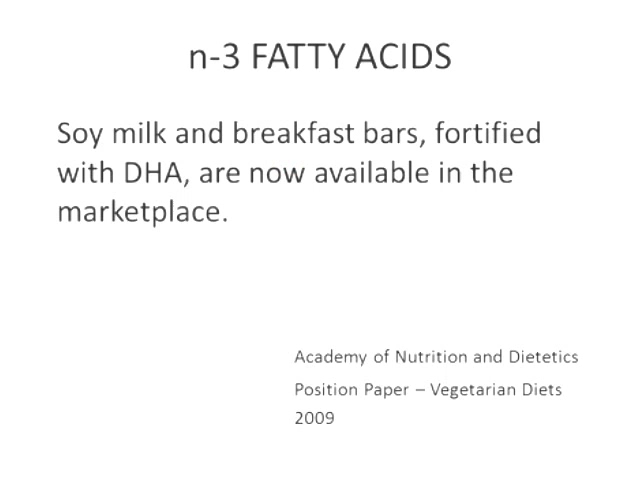 n-3 FATTY ACIDS
Soy milk and breakfast bars, fortified
with DHA, are now available in the
marketplace.
Academy of Nutrition and Dietetics
Position Paper – Vegetarian Diets
2009